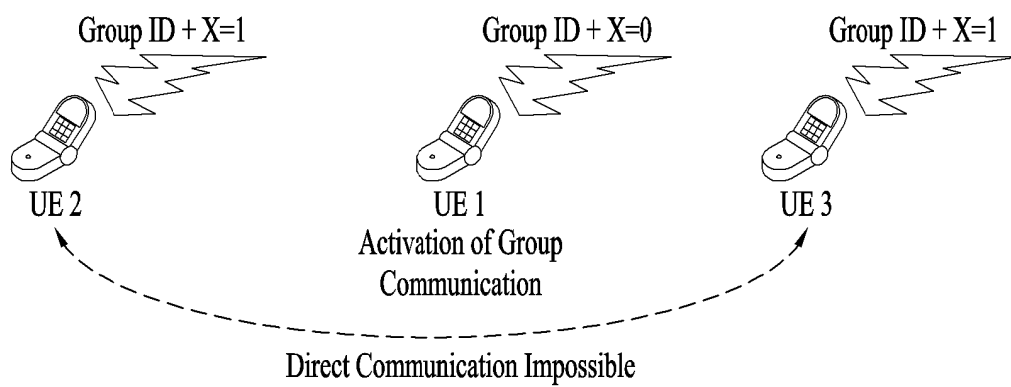 Group ID + X=1
Group ID + X=0
Group ID + X=1
UE 2
UE 1
UE 3
Activation of Group
Communication
Direct Communication Impossible